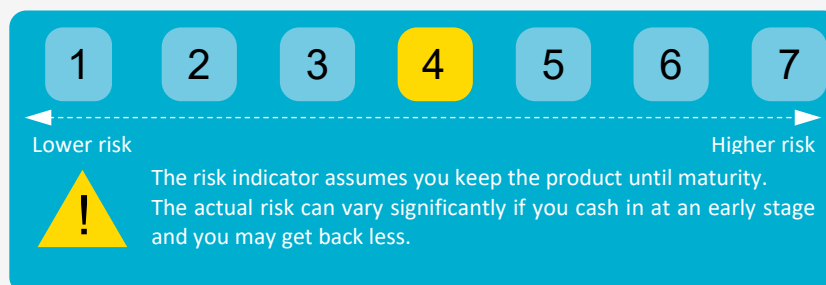 1 2 3 4 5 6 7
Lower risk Higher risk
!
The risk indicator assumes you keep the product until maturity.
The actual risk can vary significantly if you cash in at an early stage
and you may get back less.